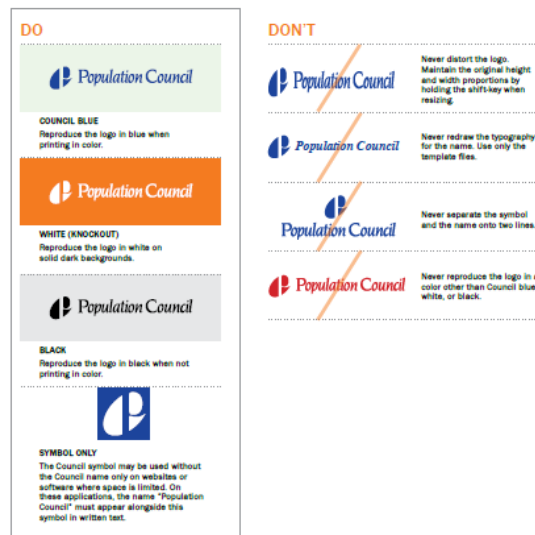 DO
Population Council
COUNCIL BLUE
Reproduce the logo in blue when
printing in color.
Population Council
WHITE (KNOCKOUT)
Reproduce the logo in white on
solid dark backgrounds.
Population Council
BLACK
Reproduce the logo in black when not
printing in color.
SYMBOL ONLY
The Council symbol may be used without
the Council name only on websites or
software where space is limited. On
these applications, the name "Population
Council" must appear alongside this
symbol in written text.
DON'T
Population Council
Never distort the logo.
Maintain the original height
and width proportions by
holding the shift-key when
resizing.
Population Council
Never redraw the typography
for the name. Use only the
template files.
Population Council
Never separate the symbol
and the name onto two lines.
Population Council
Never reproduce the logo in a
color other than Council blue,
white, or black.